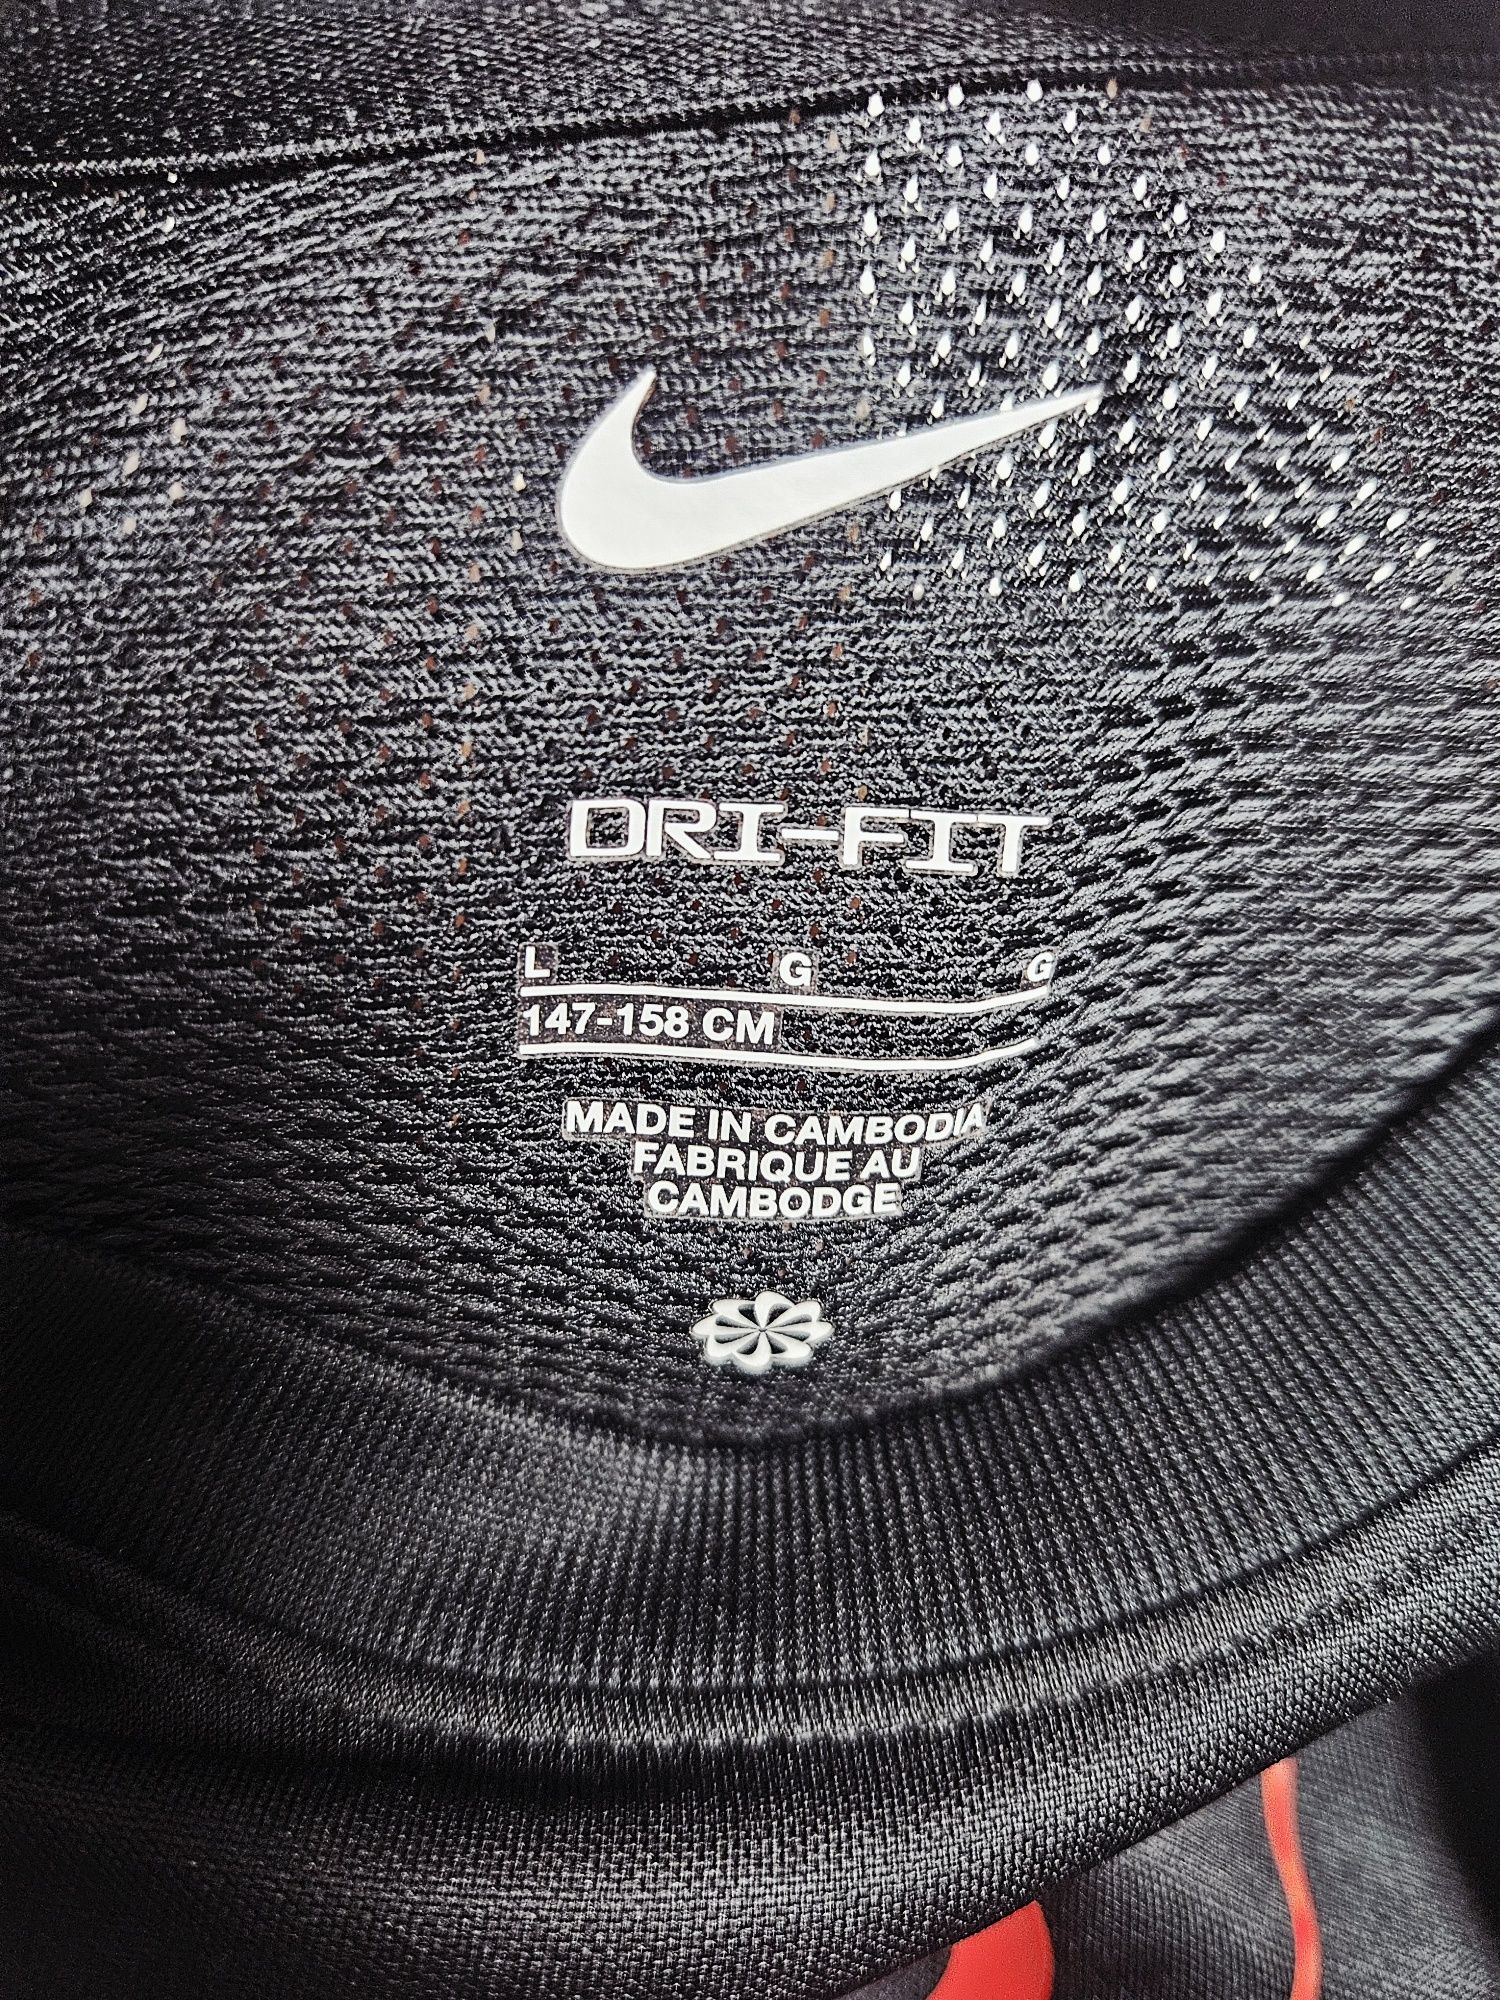 DRI-FIT
L G G
147-158 CM
MADE IN CAMBODIA
FABRIQUE AU
CAMBODGE